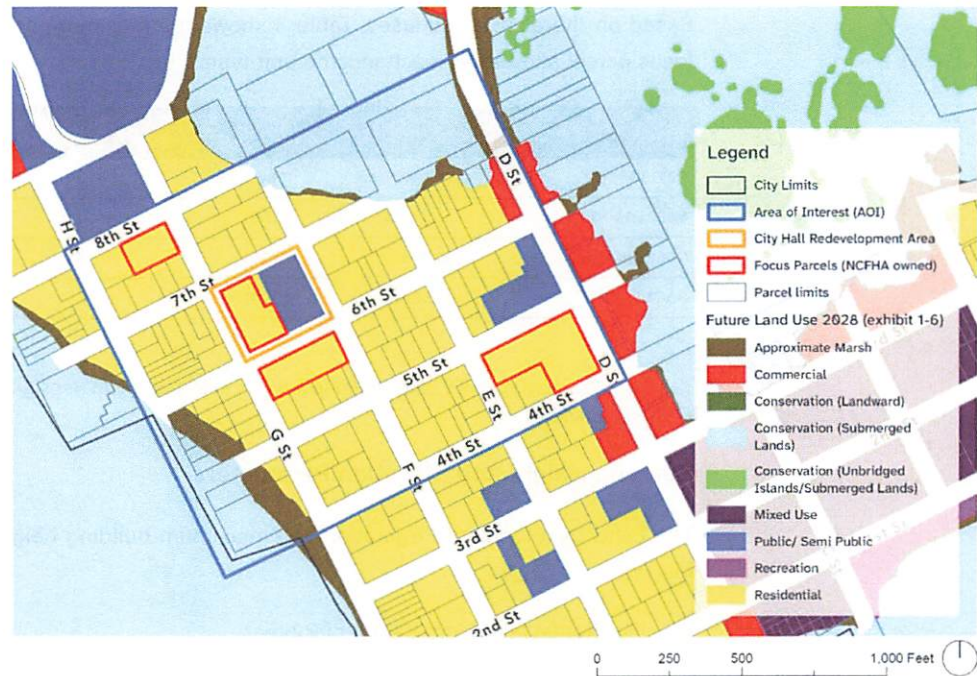 8th St
H St
7th St
6th St
5th St
4th St
D St
D St
E St
4th St
G St
F St
3rd St
2nd St
Legend
City Limits
Area of Interest (AOI)
City Hall Redevelopment Area
Focus Parcels (NCFHA owned)
Parcel limits
Future Land Use 2028 (exhibit 1-6)
Approximate Marsh
Commercial
Conservation (Landward)
Conservation (Submerged
Lands)
Conservation (Unbridged
Islands/Submerged Lands)
Mixed Use
Public/ Semi Public
Recreation
Residential
0 250 500 1,000 Feet